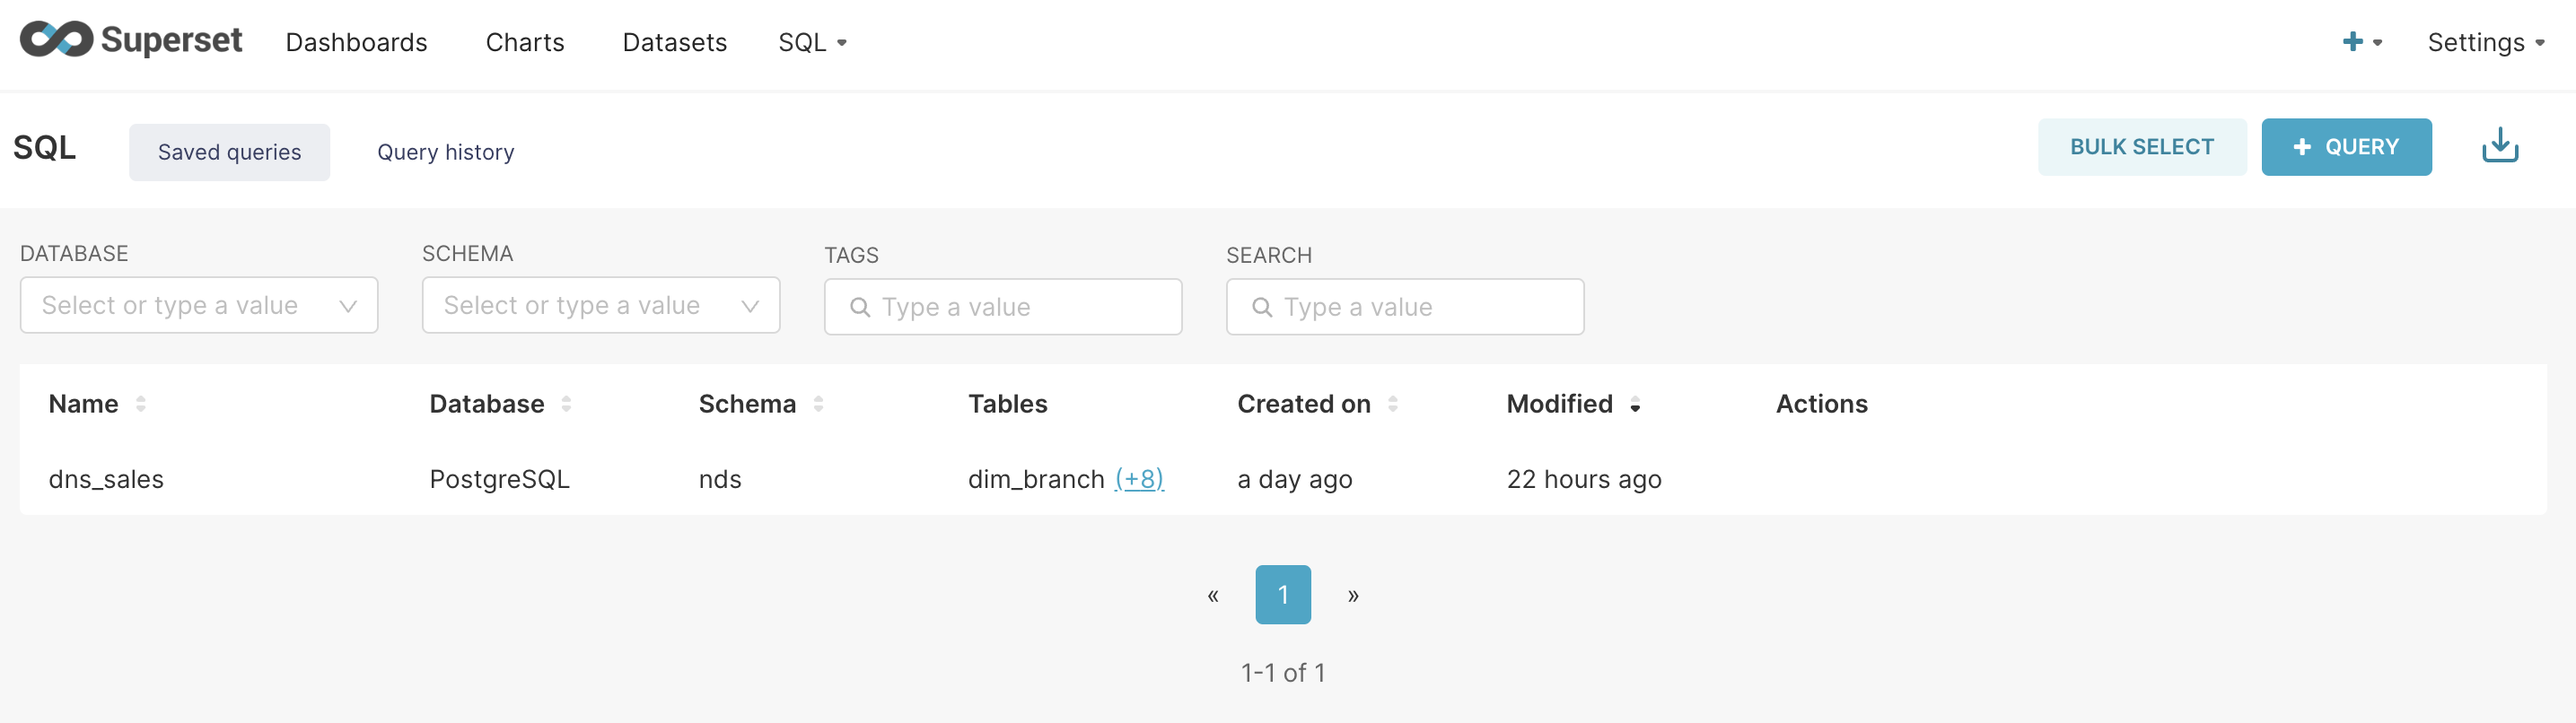 Superset Dashboards Charts Datasets SQL + Settings
SQL Saved queries Query history BULK SELECT + QUERY
DATABASE SCHEMA TAGS SEARCH
Select or type a value Select or type a value Type a value Type a value
Name Database Schema Tables Created on Modified Actions
dns_sales PostgreSQL nds dim_branch (+8) a day ago 22 hours ago
« 1 »
1-1 of 1